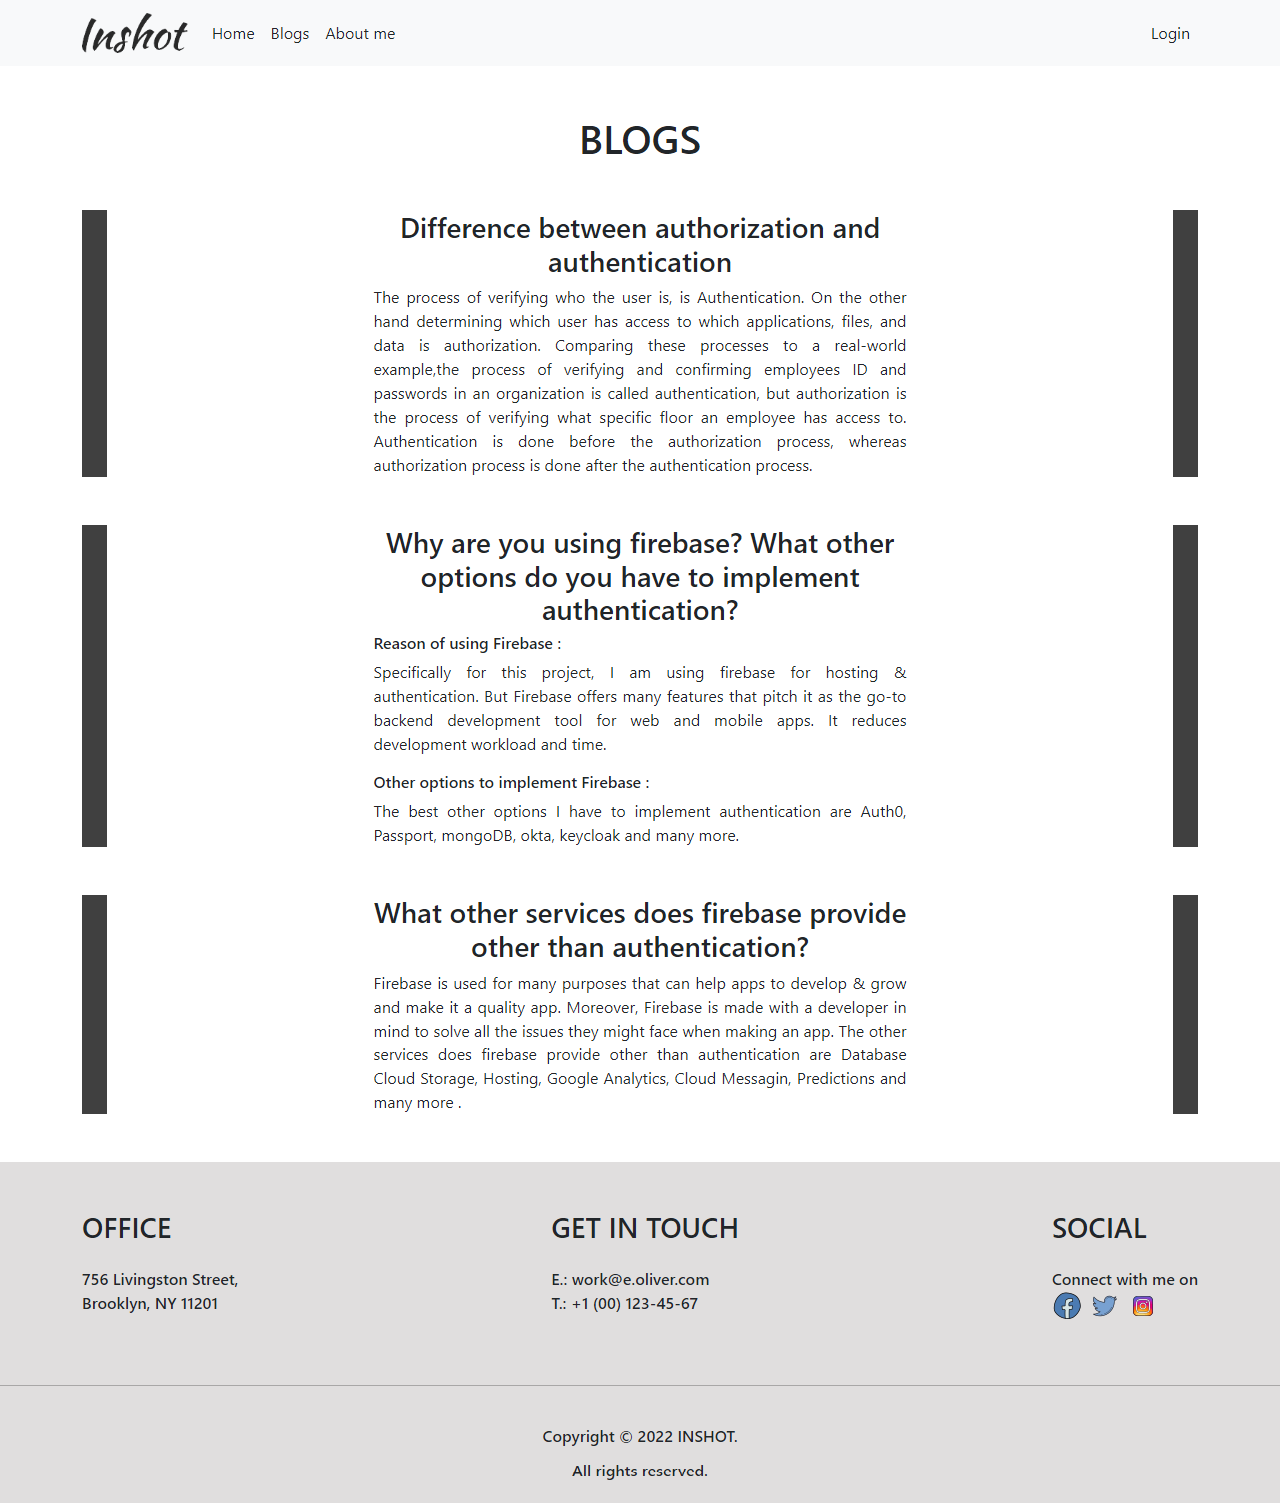 Inshot Home Blogs About me Login
BLOGS
Difference between authorization and
authentication
The process of verifying who the user is, is Authentication. On the other
hand determining which user has access to which applications, files, and
data is authorization. Comparing these processes to a real-world
example,the process of verifying and confirming employees ID and
passwords in an organization is called authentication, but authorization is
the process of verifying what specific floor an employee has access to.
Authentication is done before the authorization process, whereas
authorization process is done after the authentication process.
Why are you using firebase? What other
options do you have to implement
authentication?
Reason of using Firebase :
Specifically for this project, I am using firebase for hosting &
authentication. But Firebase offers many features that pitch it as the go-to
backend development tool for web and mobile apps. It reduces
development workload and time.
Other options to implement Firebase :
The best other options I have to implement authentication are Auth0,
Passport, mongoDB, okta, keycloak and many more.
What other services does firebase provide
other than authentication?
Firebase is used for many purposes that can help apps to develop & grow
and make it a quality app. Moreover, Firebase is made with a developer in
mind to solve all the issues they might face when making an app. The other
services does firebase provide other than authentication are Database
Cloud Storage, Hosting, Google Analytics, Cloud Messagin, Predictions and
many more .
OFFICE
756 Livingston Street,
Brooklyn, NY 11201
GET IN TOUCH
E.: work@e.oliver.com
T.: +1 (00) 123-45-67
SOCIAL
Connect with me on
Copyright © 2022 INSHOT.
All rights reserved.